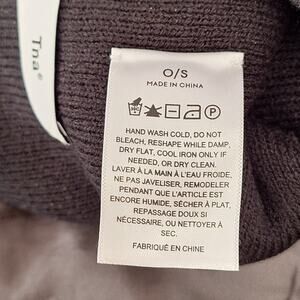 Tna®
O/S
MADE IN CHINA
P
HAND WASH COLD, DO NOT
BLEACH, RESHAPE WHILE DAMP,
DRY FLAT, COOL IRON ONLY IF
NEEDED, OR DRY CLEAN.
LAVER À LA MAIN À L'EAU FROIDE,
NE PAS JAVELISER, REMODELER
PENDANT QUE L'ARTICLE EST
ENCORE HUMIDE, SÉCHER À PLAT,
REPASSAGE DOUX SI
NÉCESSAIRE, OU NETTOYER À
SEC.
FABRIQUÉ EN CHINE